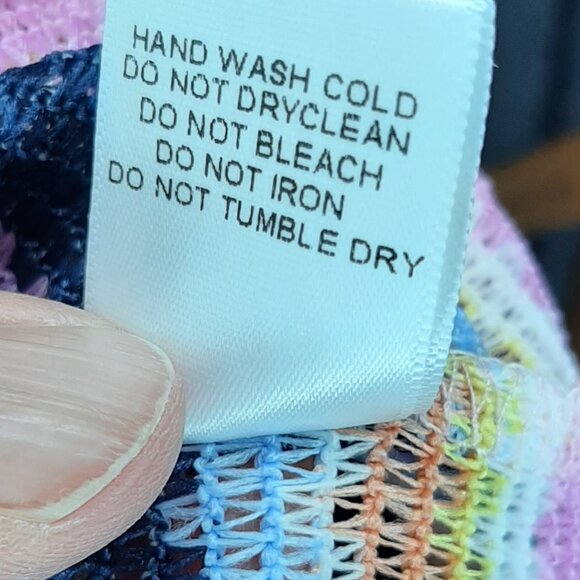 HAND WASH COLD
DO NOT DRYCLEAN
DO NOT BLEACH
DO NOT IRON
DO NOT TUMBLE DRY